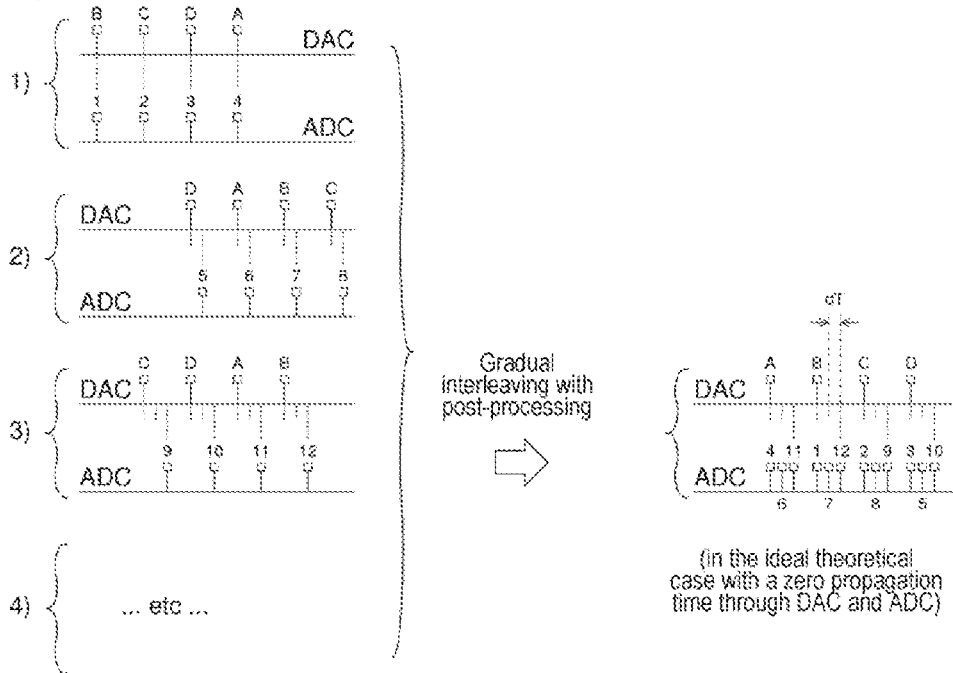 B C D A
DAC
1)
1 2 3 4
ADC
D A B C
DAC
2)
5 6 7 8
ADC
C D A B
DAC
3)
9 10 11 12
ADC
4)
... etc ...
Gradual
interleaving with
post-processing
dT
A B C D
DAC
4 11 1 12 2 9 3 10
ADC
6 7 8 5
(in the ideal theoretical
case with a zero propagation
time through DAC and ADC)